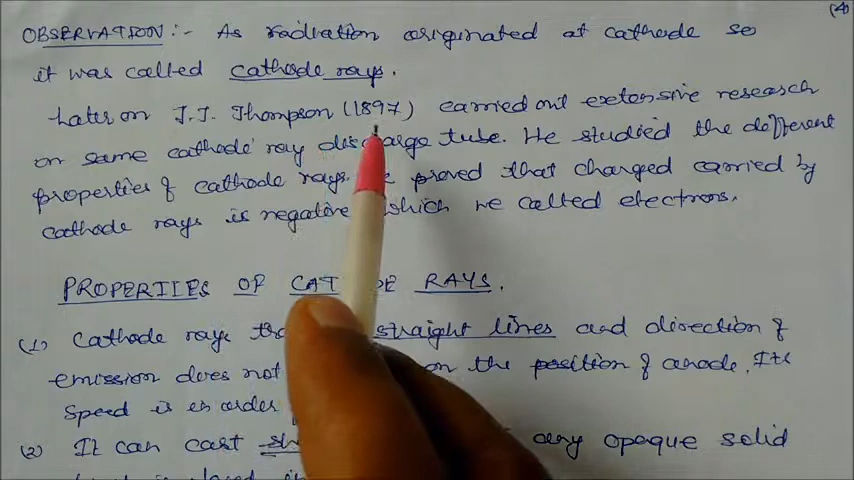 (4)
OBSERVATION :- As radiation originated at cathode so
it was called cathode rays.
Later on J.J. Thompson (1897) carried out extensive research
on same cathode ray discharge tube. He studied the different
properties of cathode rays. proved that charged carried by
cathode rays is negative which we called electrons.
PROPERTIES OF CAT DE RAYS.
(1) Cathode rays straight lines and direction of
emission does not on the position of anode. Its
speed is in order
(2) It can cast any opaque solid